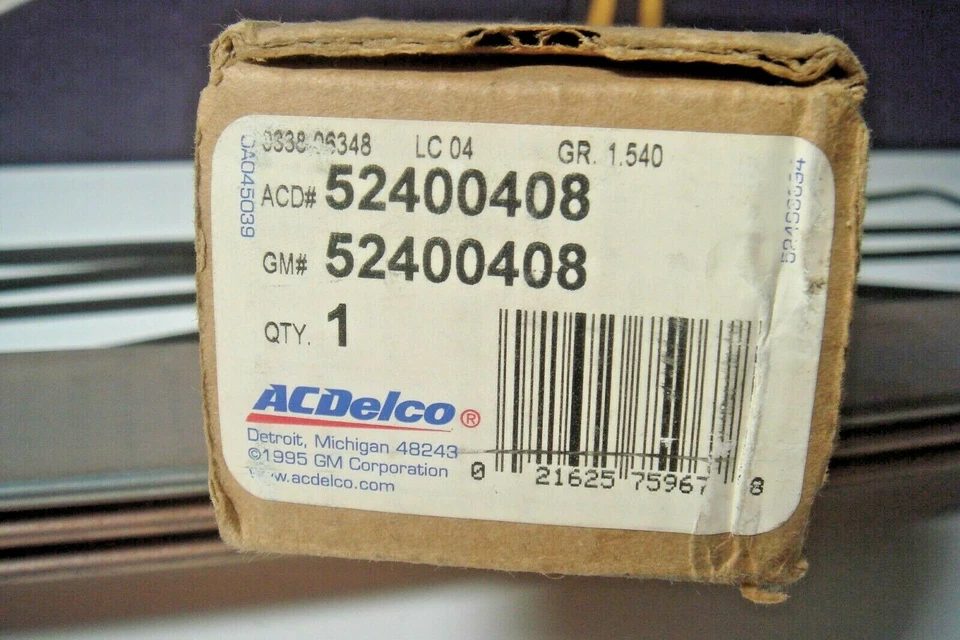 LC 04 GR. 1.540
ACD# 52400408
GM# 52400408
QTY. 1
0A045039
ACDelco®
Detroit, Michigan 48243
©1995 GM Corporation
www.acdelco.com
0 21625 75967 8